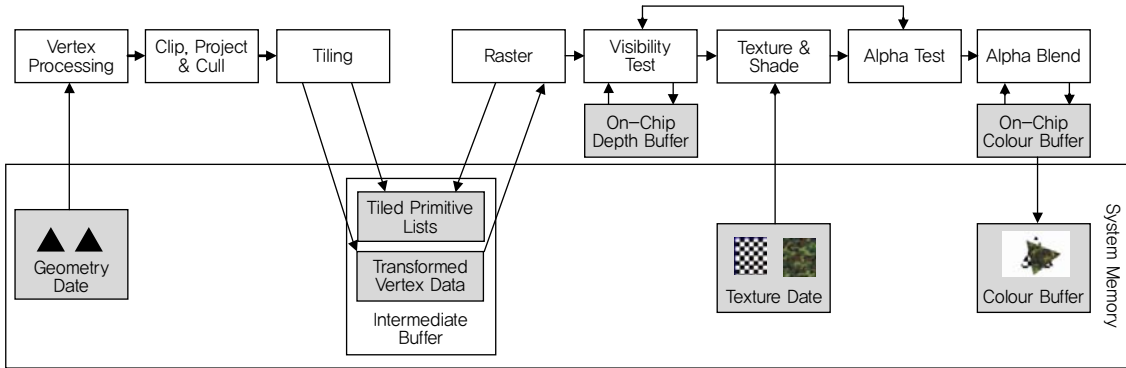 Vertex
Processing
Clip, Project
& Cull
Tiling
Raster
Visibility
Test
Texture &
Shade
Alpha Test
Alpha Blend
On-Chip
Depth Buffer
On-Chip
Colour Buffer
Geometry
Date
Tiled Primitive
Lists
Transformed
Vertex Data
Intermediate
Buffer
Texture Date
Colour Buffer
System Memory